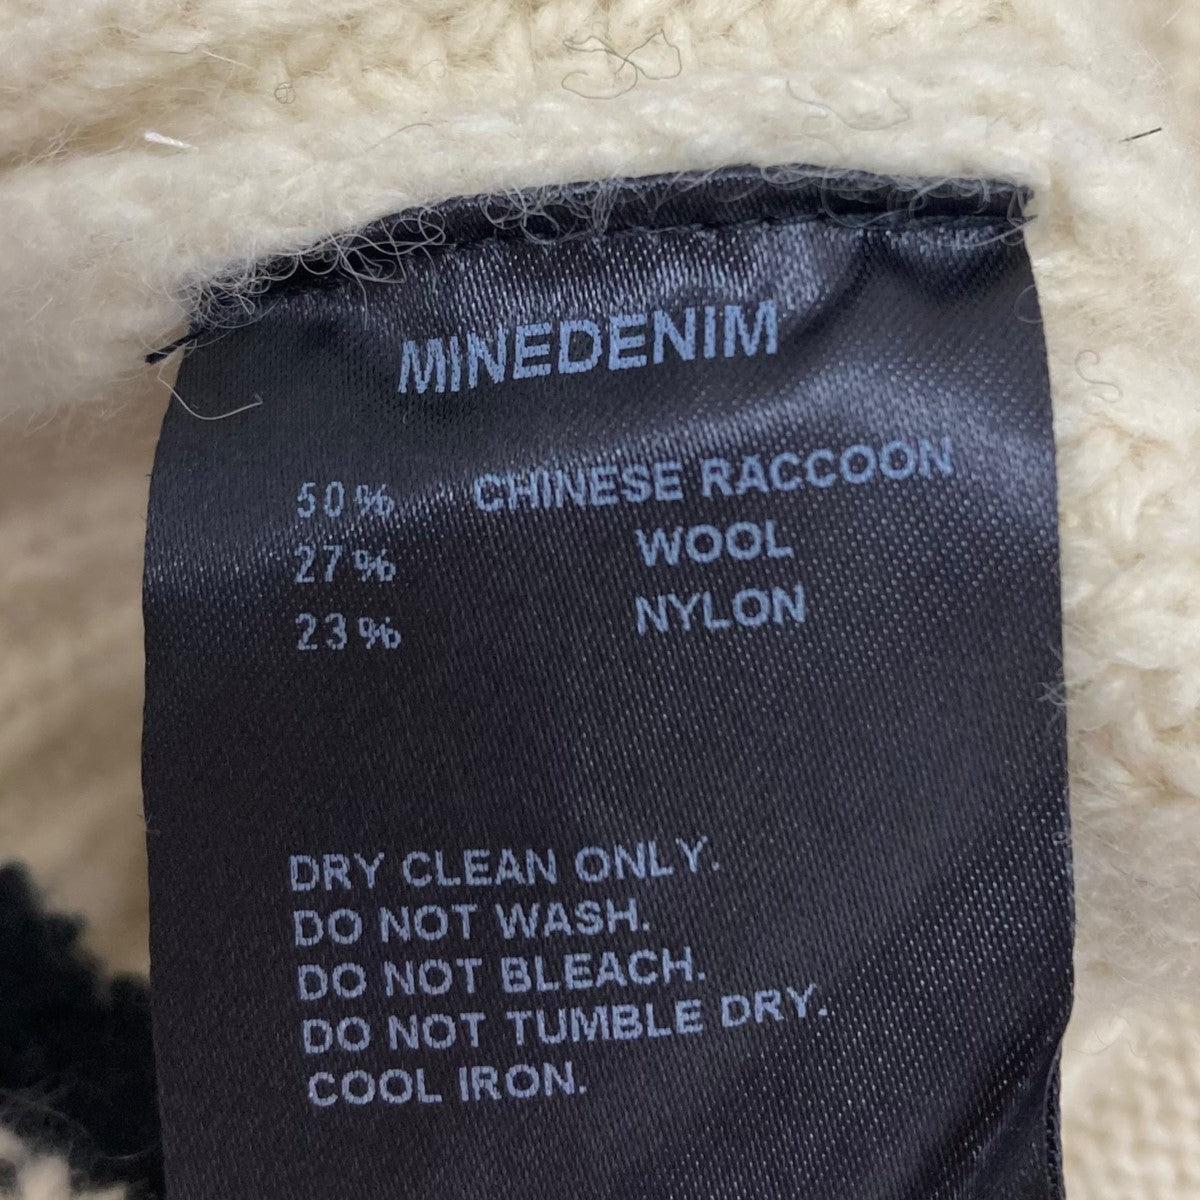 MINEDENIM
50% CHINESE RACCOON
27% WOOL
23% NYLON
DRY CLEAN ONLY.
DO NOT WASH.
DO NOT BLEACH.
DO NOT TUMBLE DRY.
COOL IRON.